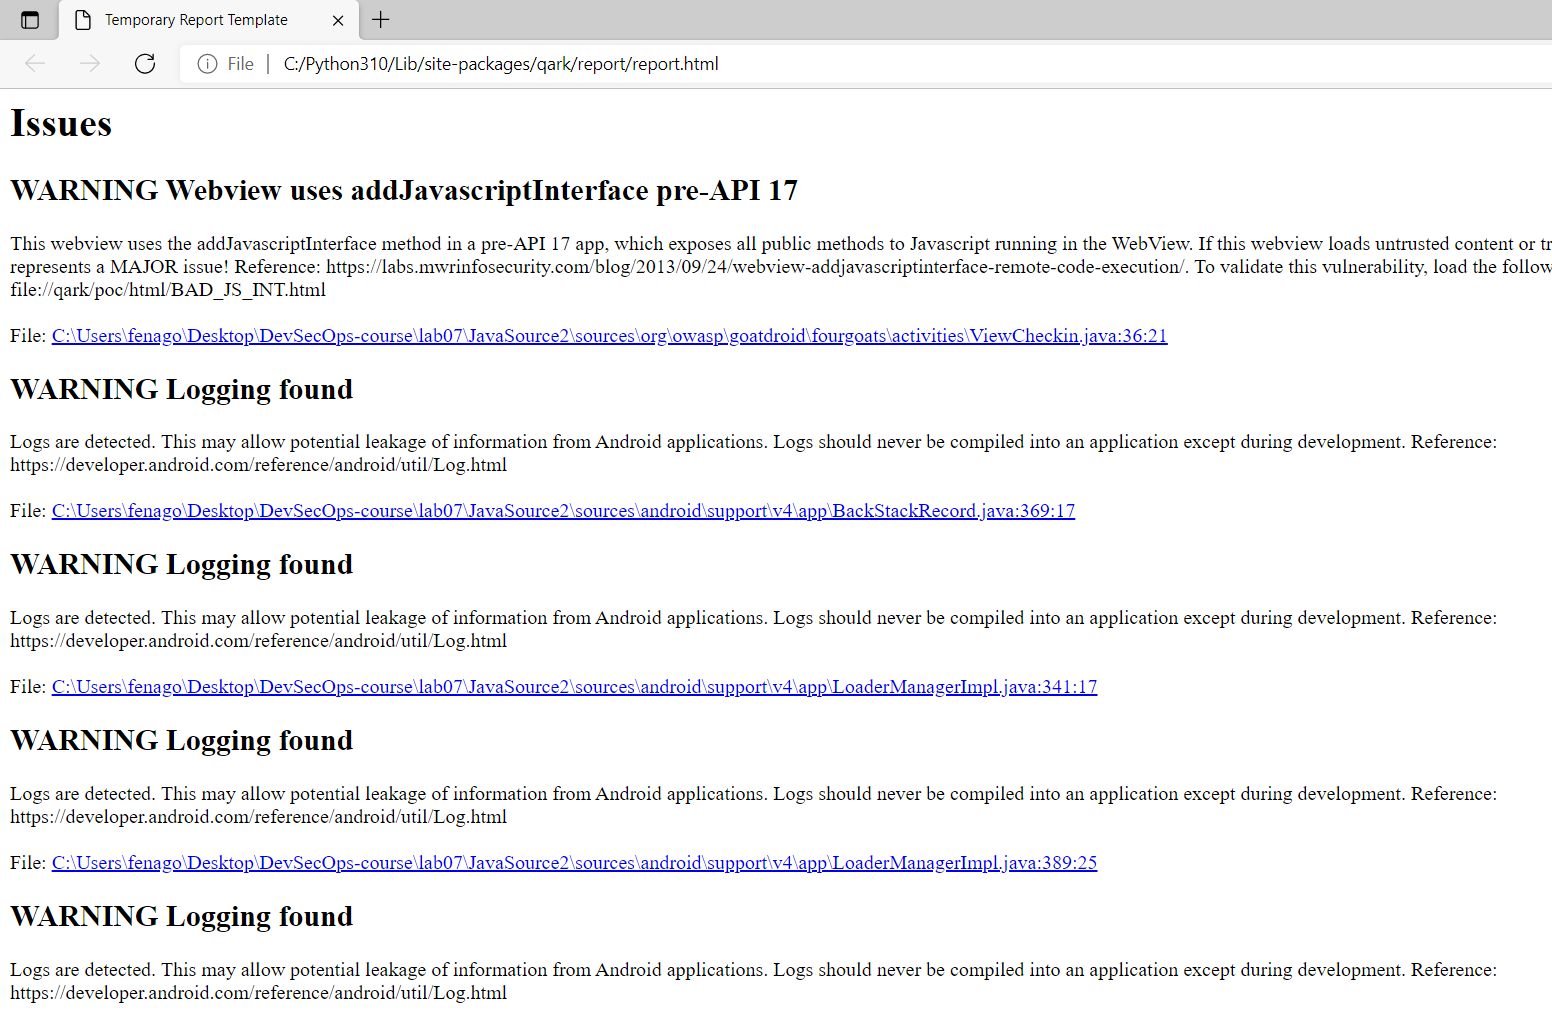 Temporary Report Template
File
C:/Python310/Lib/site-packages/qark/report/report.html
Issues
WARNING Webview uses addJavascriptInterface pre-API 17
This webview uses the addJavascriptInterface method in a pre-API 17 app, which exposes all public methods to Javascript running in the WebView. If this webview loads untrusted content or tr
represents a MAJOR issue! Reference: https://labs.mwrinfosecurity.com/blog/2013/09/24/webview-addjavascriptinterface-remote-code-execution/. To validate this vulnerability, load the follow
file://qark/poc/html/BAD_JS_INT.html
File: C:\Users\fenago\Desktop\DevSecOps-course\lab07\JavaSource2\sources\org\owasp\goatdroid\fourgoats\activities\ViewCheckin.java:36:21
WARNING Logging found
Logs are detected. This may allow potential leakage of information from Android applications. Logs should never be compiled into an application except during development. Reference:
https://developer.android.com/reference/android/util/Log.html
File: C:\Users\fenago\Desktop\DevSecOps-course\lab07\JavaSource2\sources\android\support\v4\app\BackStackRecord.java:369:17
WARNING Logging found
Logs are detected. This may allow potential leakage of information from Android applications. Logs should never be compiled into an application except during development. Reference:
https://developer.android.com/reference/android/util/Log.html
File: C:\Users\fenago\Desktop\DevSecOps-course\lab07\JavaSource2\sources\android\support\v4\app\LoaderManagerImpl.java:341:17
WARNING Logging found
Logs are detected. This may allow potential leakage of information from Android applications. Logs should never be compiled into an application except during development. Reference:
https://developer.android.com/reference/android/util/Log.html
File: C:\Users\fenago\Desktop\DevSecOps-course\lab07\JavaSource2\sources\android\support\v4\app\LoaderManagerImpl.java:389:25
WARNING Logging found
Logs are detected. This may allow potential leakage of information from Android applications. Logs should never be compiled into an application except during development. Reference:
https://developer.android.com/reference/android/util/Log.html